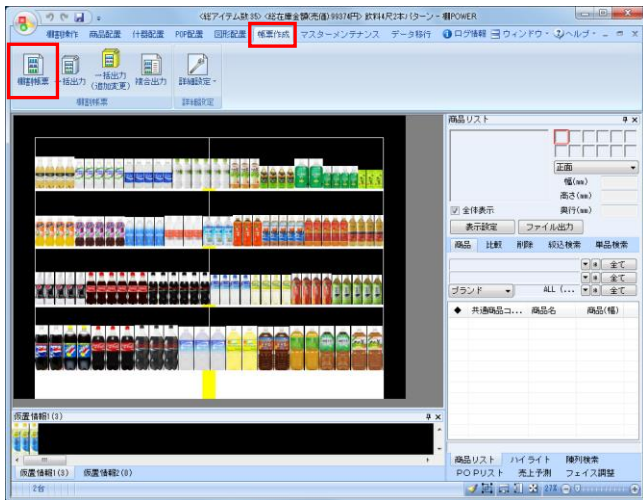 <総アイテム数:35> <総在庫金額(売価):99374円> 飲料4尺2本パターン - 棚POWER
棚割操作 商品配置 什器配置 POP配置 図形配置 帳票作成 マスターメンテナンス データ移行 ログ情報 ウィンドウ ヘルプ
棚割帳票 一括出力 一括出力(追加変更) 複合出力 詳細設定
棚割帳票 詳細設定
商品リスト
正面
幅(mm)
高さ(mm)
奥行(mm)
全体表示
表示設定 ファイル出力
商品 比較 削除 絞込検索 単品検索
* 全て
* 全て
ブランド ALL (... * 全て
◆ 共通商品コ... 商品名 商品(幅)
仮置情報1(3)
仮置情報1(3) 仮置情報2(0)
商品リスト ハイライト 陳列検索
POPリスト 売上予測 フェイス調整
2台
27%